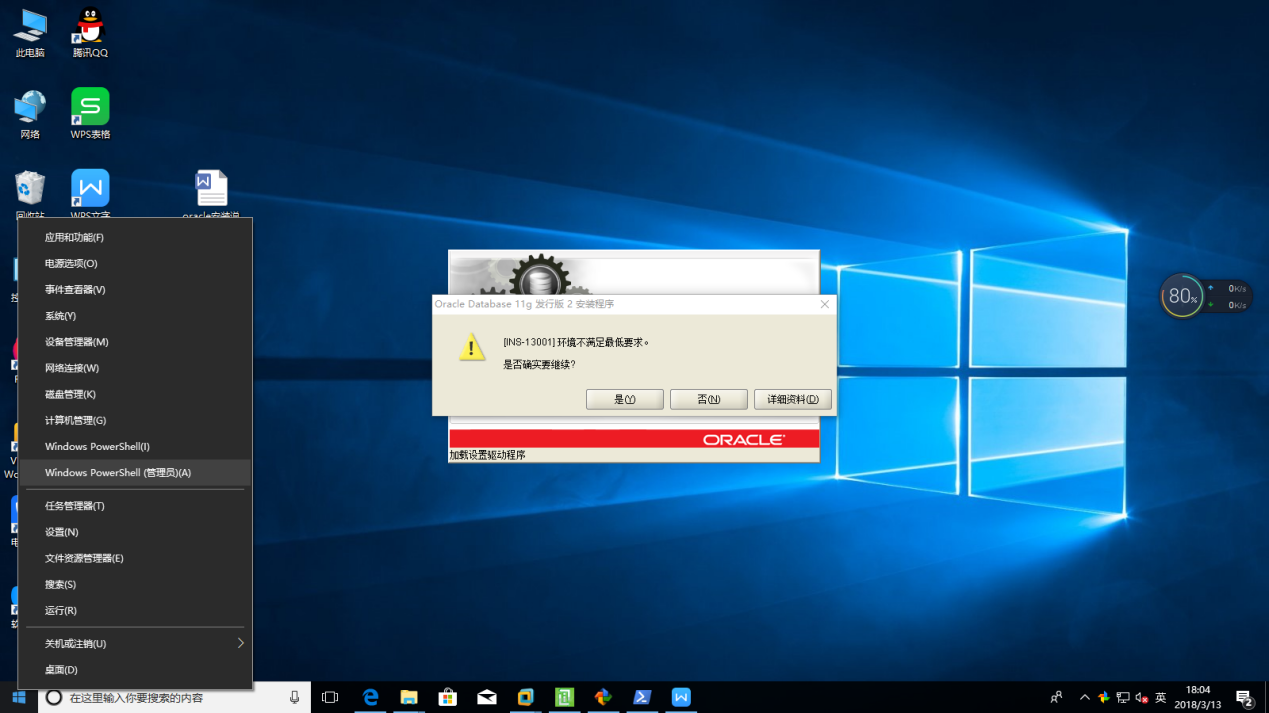 此电脑
腾讯QQ
网络
WPS表格
回收站
WPS文字
oracle安装说
应用和功能(F)
电源选项(O)
事件查看器(V)
系统(Y)
设备管理器(M)
网络连接(W)
磁盘管理(K)
计算机管理(G)
Windows PowerShell(I)
Windows PowerShell (管理员)(A)
任务管理器(T)
设置(N)
文件资源管理器(E)
搜索(S)
运行(R)
关机或注销(U)
桌面(D)
Oracle Database 11g 发行版 2 安装程序
[INS-13001] 环境不满足最低要求。
是否确实要继续?
是(Y)
否(N)
详细资料(D)
ORACLE
加载设置驱动程序
80%
0K/s
0K/s
在这里输入你要搜索的内容
英
18:04
2018/3/13
2